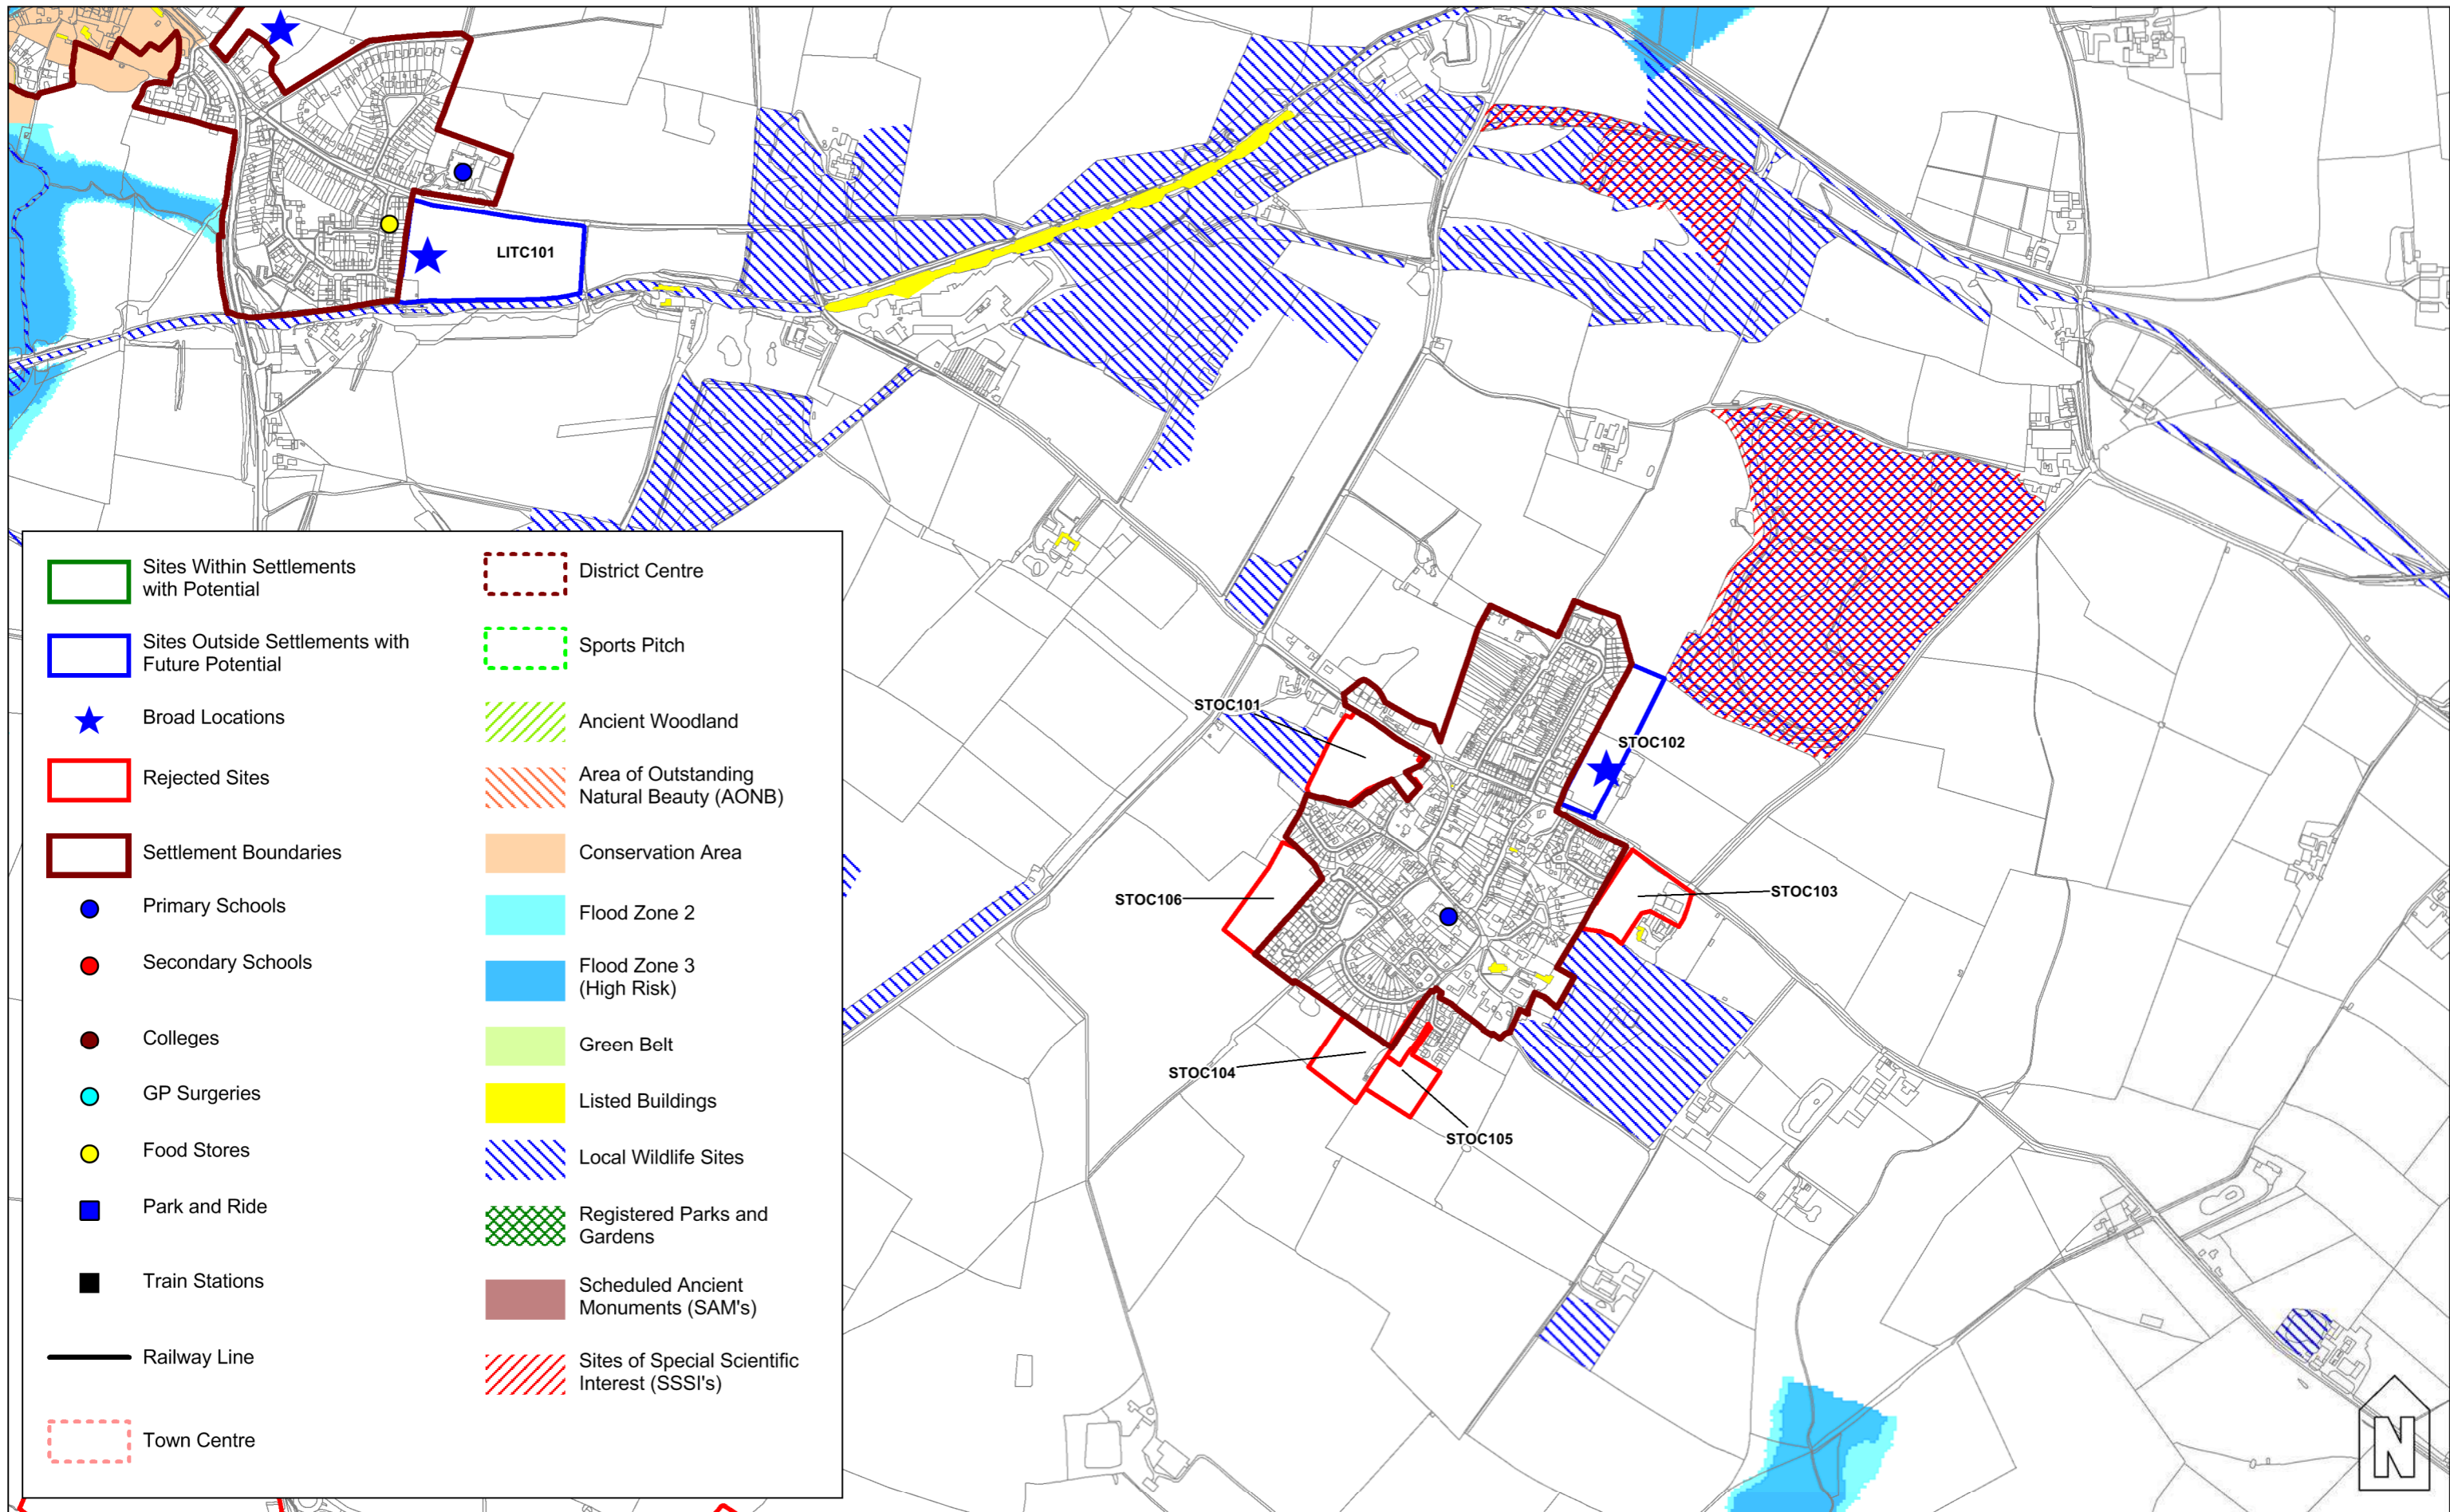 LITC101
STOC101
STOC102
STOC106
STOC103
STOC104
STOC105
Sites Within Settlements
with Potential
Sites Outside Settlements with
Future Potential
Broad Locations
Rejected Sites
Settlement Boundaries
Primary Schools
Secondary Schools
Colleges
GP Surgeries
Food Stores
Park and Ride
Train Stations
Railway Line
Town Centre
District Centre
Sports Pitch
Ancient Woodland
Area of Outstanding
Natural Beauty (AONB)
Conservation Area
Flood Zone 2
Flood Zone 3
(High Risk)
Green Belt
Listed Buildings
Local Wildlife Sites
Registered Parks and
Gardens
Scheduled Ancient
Monuments (SAM's)
Sites of Special Scientific
Interest (SSSI's)
N